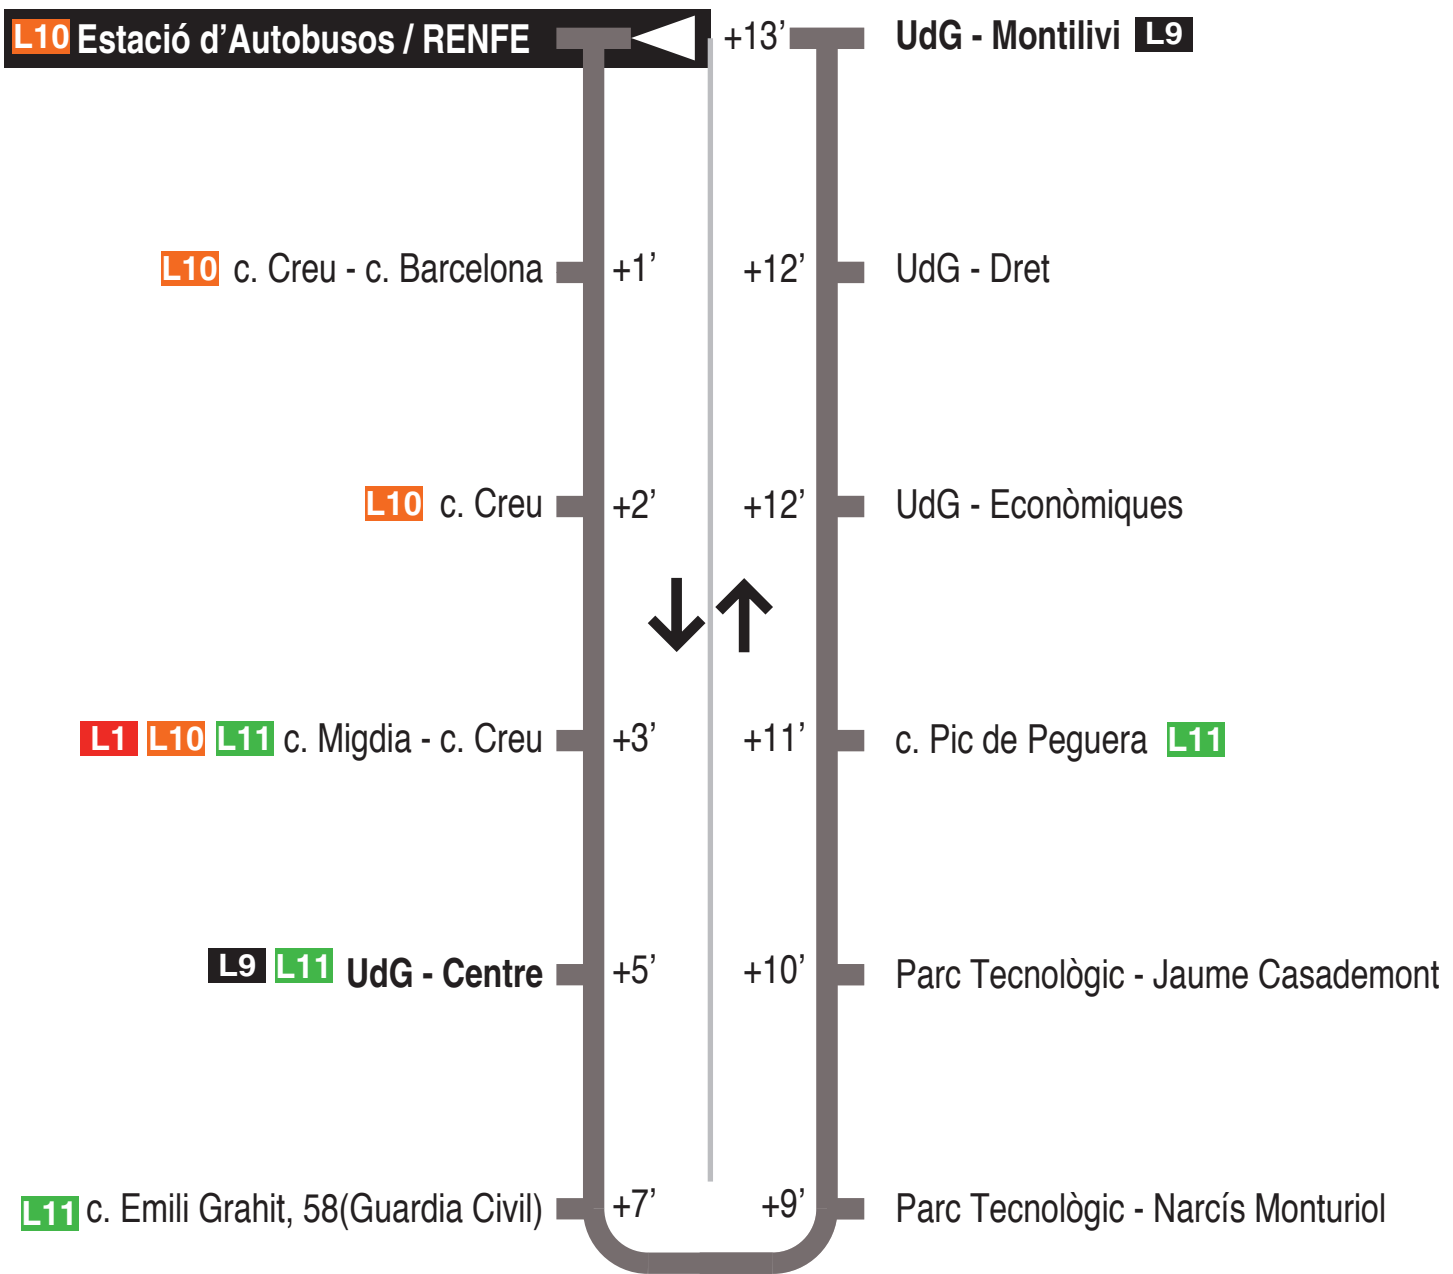 L10 Estació d’Autobusos / RENFE
L10 c. Creu - c. Barcelona +1’
L10 c. Creu +2’
L1 L10 L11 c. Migdia - c. Creu +3’
L9 L11 UdG - Centre +5’
L11 c. Emili Grahit, 58(Guardia Civil) +7’
+13’ UdG - Montilivi L9
+12’ UdG - Dret
+12’ UdG - Econòmiques
+11’ c. Pic de Peguera L11
+10’ Parc Tecnològic - Jaume Casademont
+9’ Parc Tecnològic - Narcís Monturiol